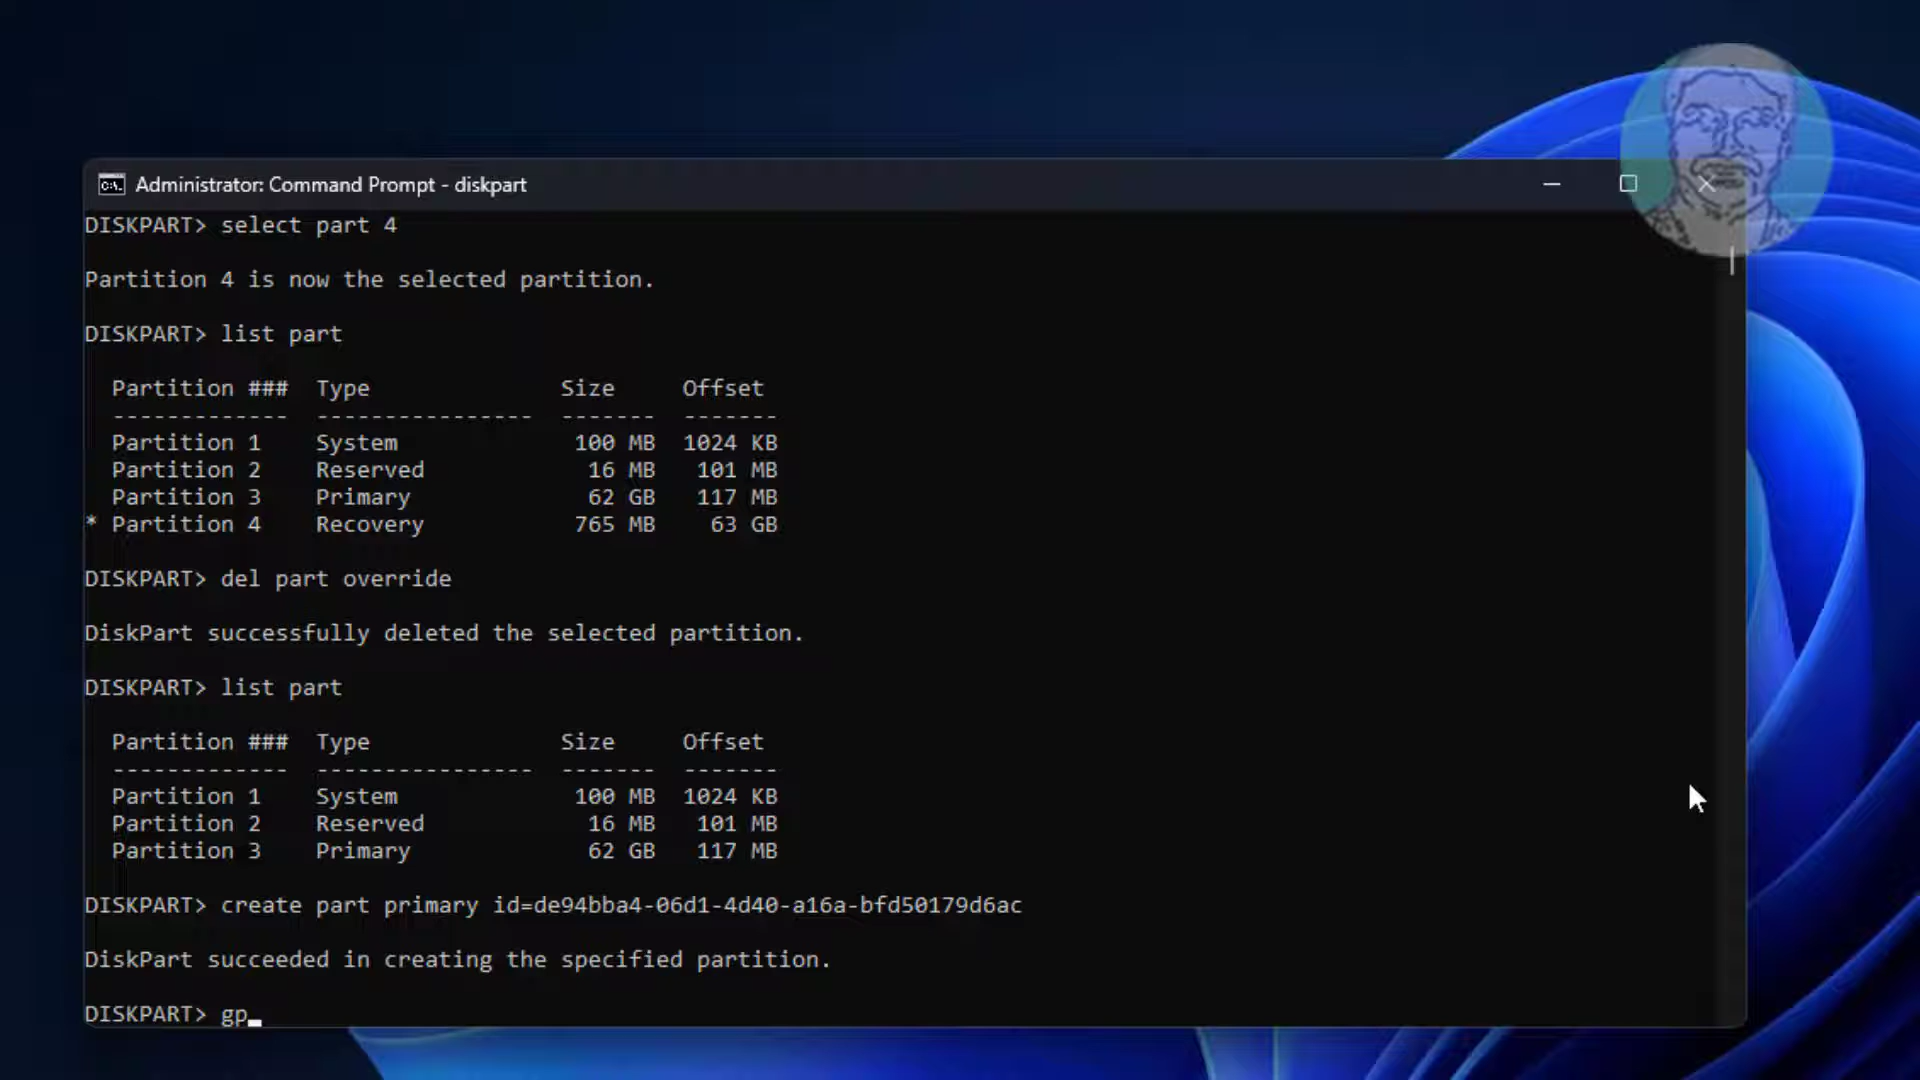 Administrator: Command Prompt - diskpart
DISKPART> select part 4
Partition 4 is now the selected partition.
DISKPART> list part
Partition ### Type Size Offset
------------- ---------------- ------- -------
Partition 1 System 100 MB 1024 KB
Partition 2 Reserved 16 MB 101 MB
Partition 3 Primary 62 GB 117 MB
* Partition 4 Recovery 765 MB 63 GB
DISKPART> del part override
DiskPart successfully deleted the selected partition.
DISKPART> list part
Partition ### Type Size Offset
------------- ---------------- ------- -------
Partition 1 System 100 MB 1024 KB
Partition 2 Reserved 16 MB 101 MB
Partition 3 Primary 62 GB 117 MB
DISKPART> create part primary id=de94bba4-06d1-4d40-a16a-bfd50179d6ac
DiskPart succeeded in creating the specified partition.
DISKPART> gp